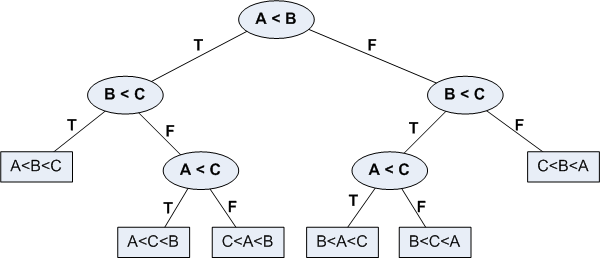 A < B
T
F
B < C
B < C
T
F
T
F
A<B<C
A < C
A < C
C<B<A
T
F
T
F
A<C<B
C<A<B
B<A<C
B<C<A